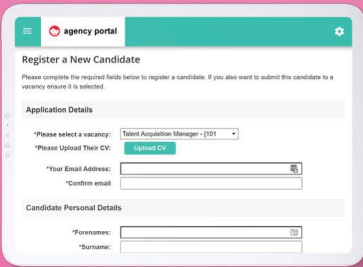 agency portal
Register a New Candidate
Please complete the required fields below to register a candidate. If you also want to submit this candidate to a
vacancy ensure it is selected.
Application Details
*Please select a vacancy: Talent Acquisition Manager - [101
*Please Upload Their CV: Upload CV
*Your Email Address:
*Confirm email
Candidate Personal Details
*Forenames:
*Surname: